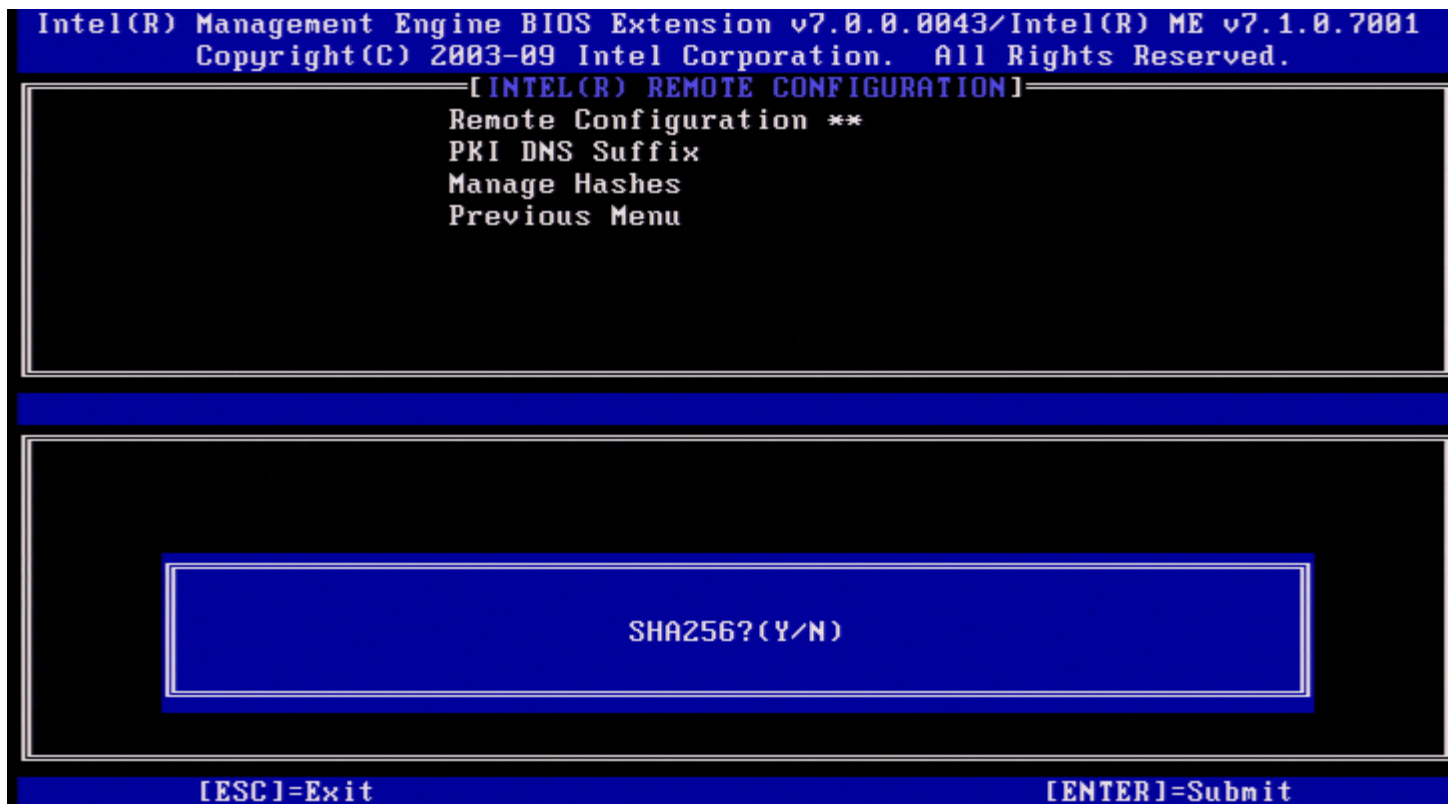 Intel(R) Management Engine BIOS Extension v7.0.0.0043/Intel(R) ME v7.1.0.7001
Copyright(C) 2003-09 Intel Corporation. All Rights Reserved.
[INTEL(R) REMOTE CONFIGURATION]
Remote Configuration **
PKI DNS Suffix
Manage Hashes
Previous Menu
SHA256?(Y/N)
[ESC]=Exit [ENTER]=Submit